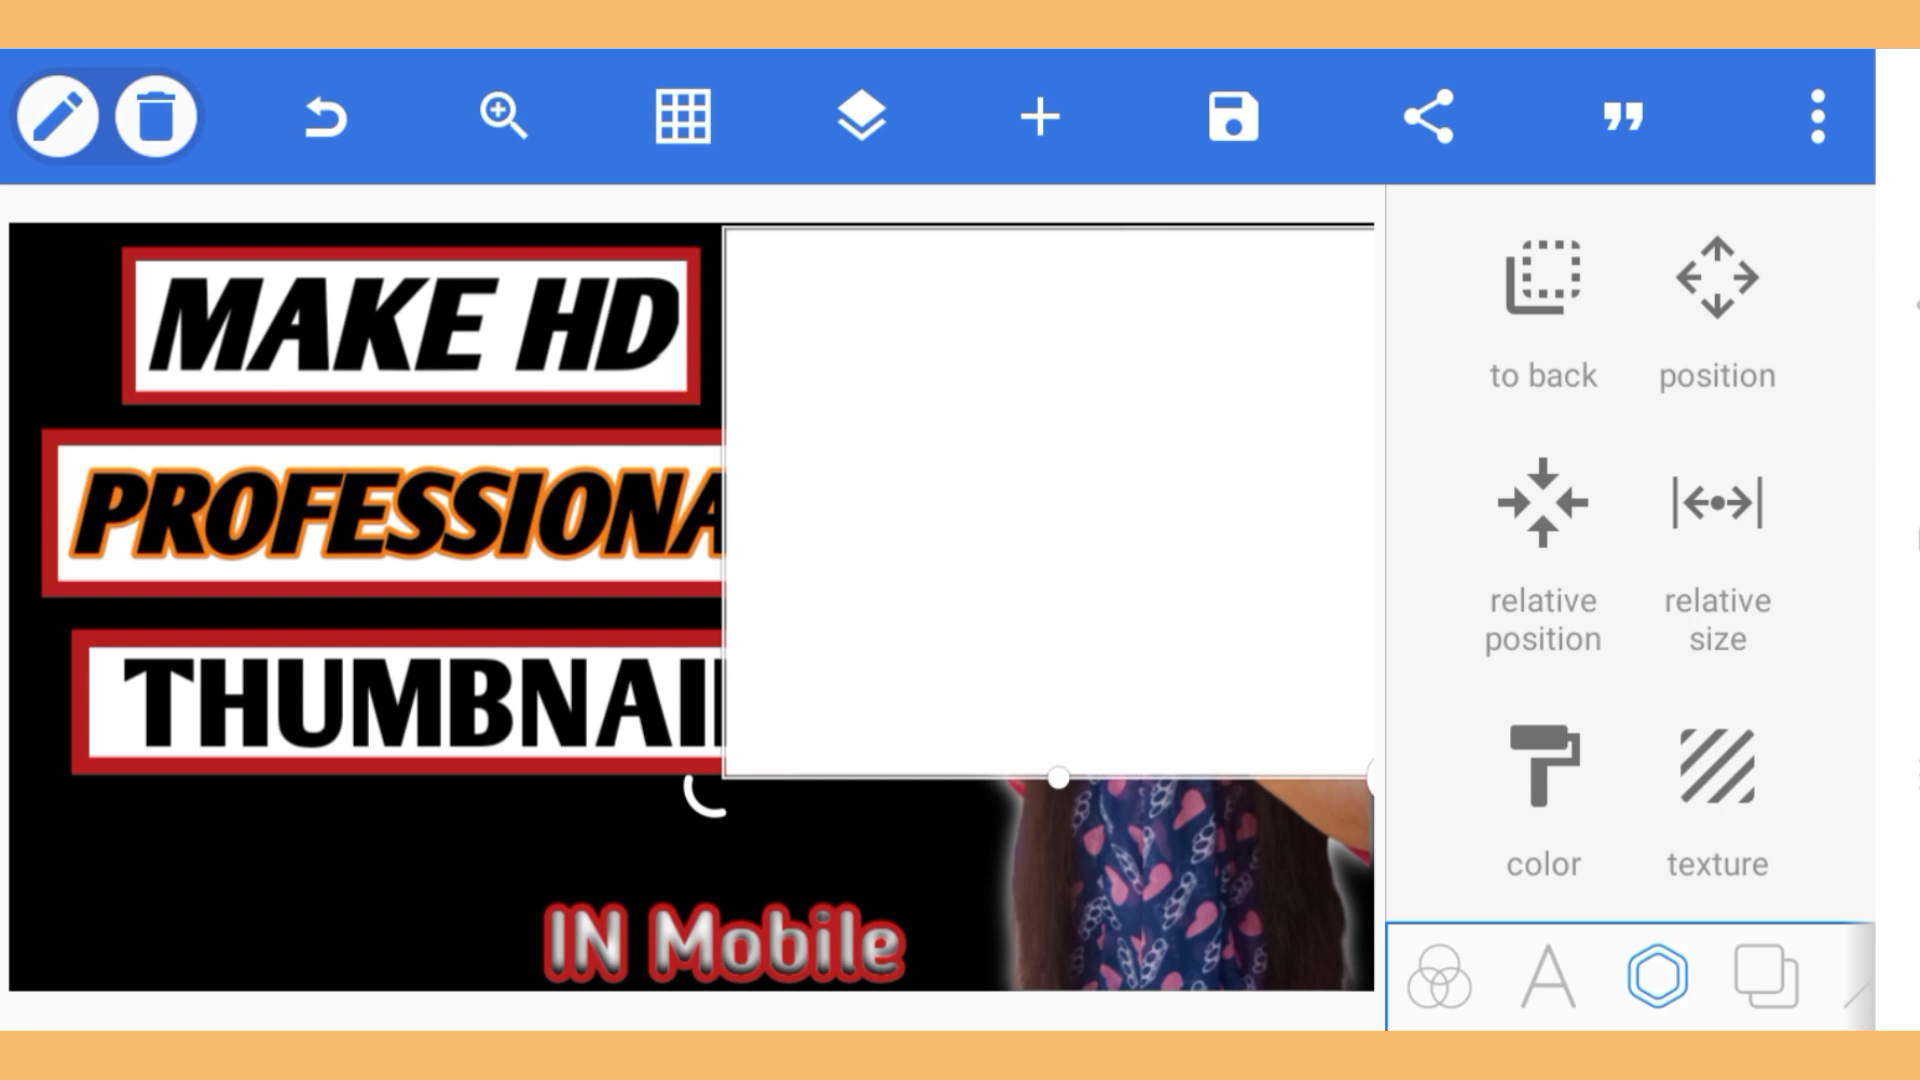 MAKE HD
PROFESSIONA
THUMBNAI
IN Mobile
to back
position
relative
position
relative
size
color
texture